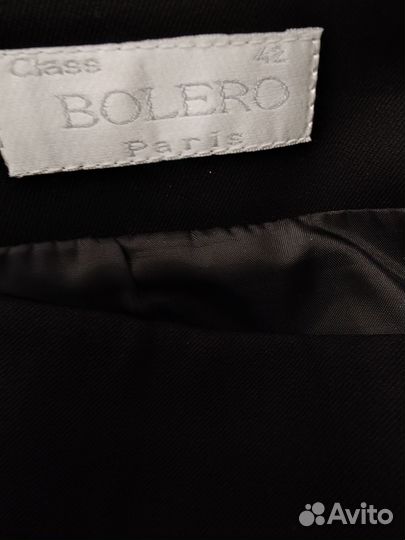 Class 42
BOLERO
Paris
Avito